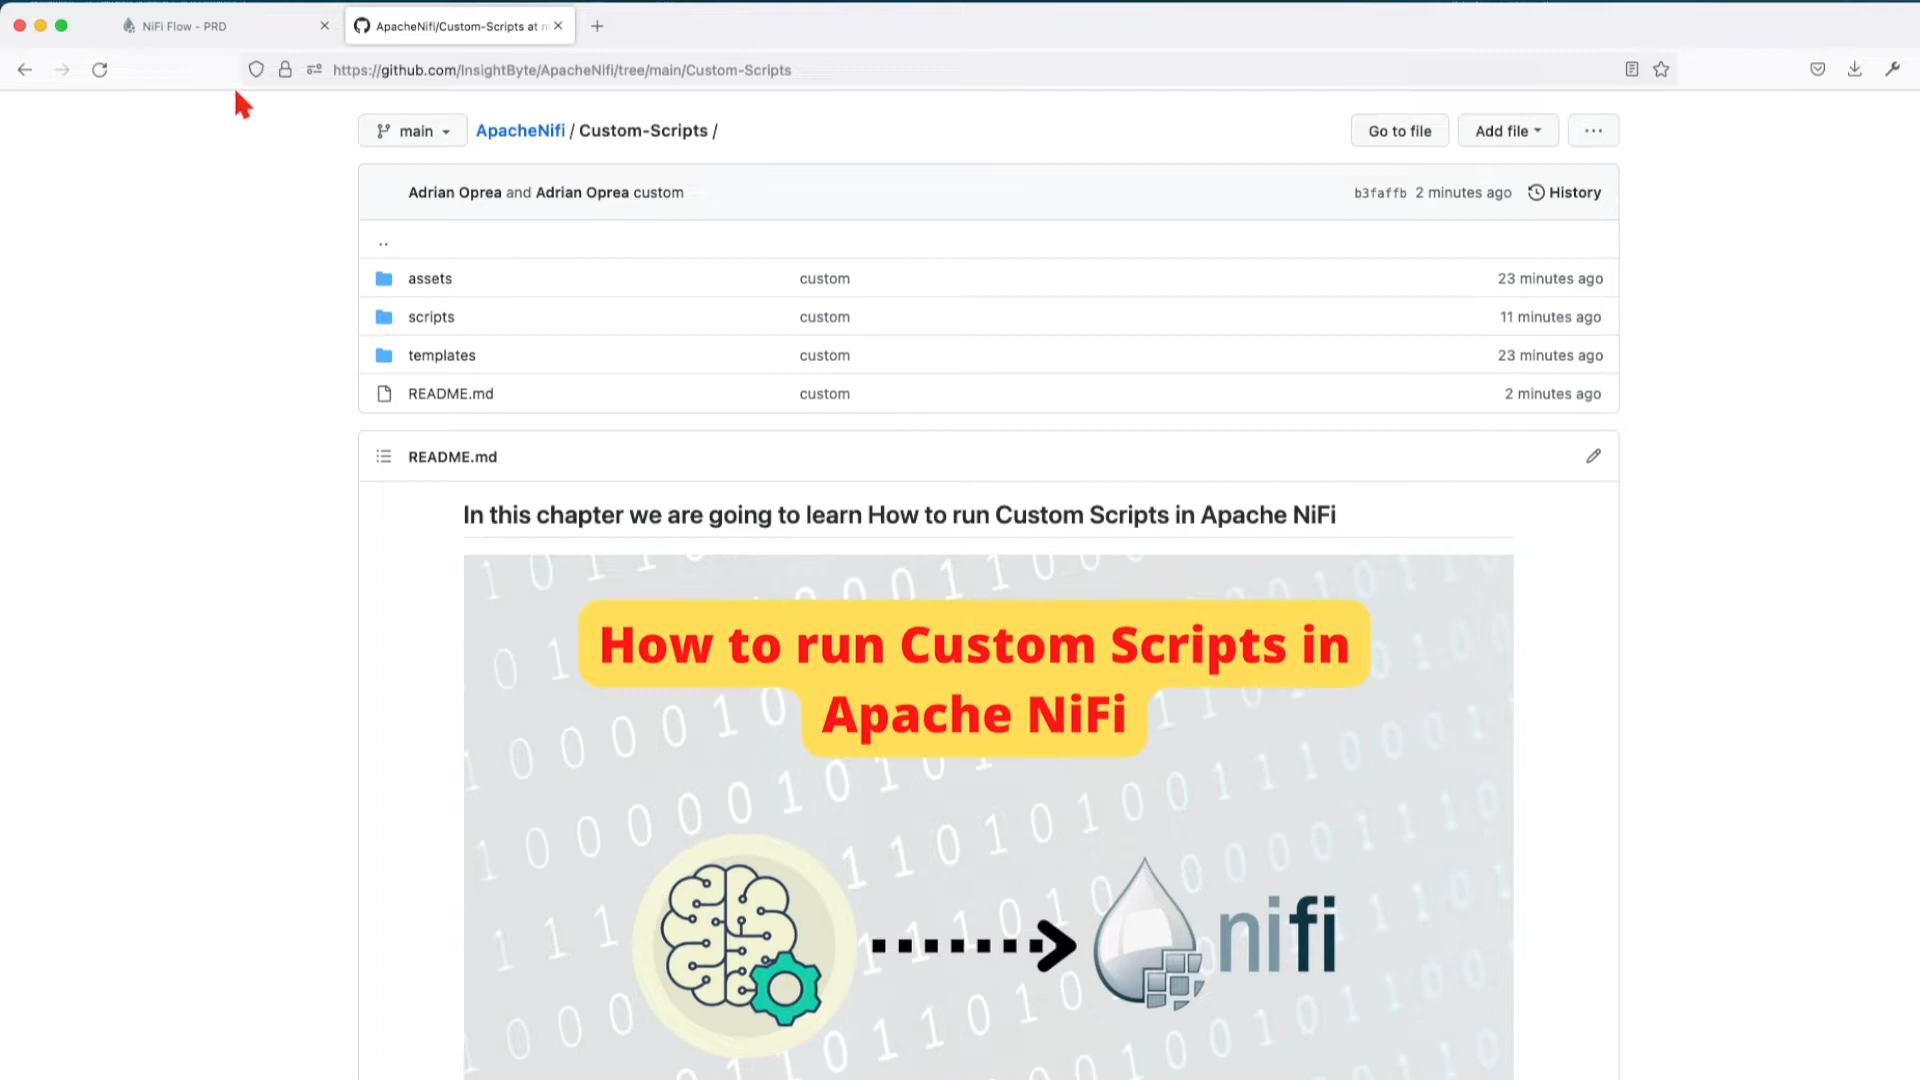 NiFi Flow - PRD
ApacheNifi/Custom-Scripts at m
https://github.com/InsightByte/ApacheNifi/tree/main/Custom-Scripts
main
ApacheNifi / Custom-Scripts /
Go to file
Add file
...
Adrian Oprea and Adrian Oprea custom
b3faffb 2 minutes ago
History
..
assets custom 23 minutes ago
scripts custom 11 minutes ago
templates custom 23 minutes ago
README.md custom 2 minutes ago
README.md
In this chapter we are going to learn How to run Custom Scripts in Apache NiFi
How to run Custom Scripts in
Apache NiFi
nifi